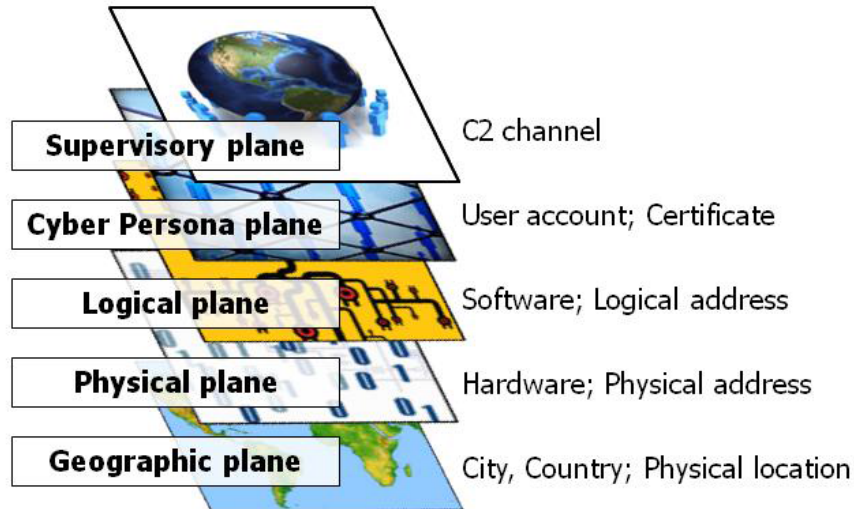 Supervisory plane
C2 channel
Cyber Persona plane
User account; Certificate
Logical plane
Software; Logical address
Physical plane
Hardware; Physical address
Geographic plane
City, Country; Physical location